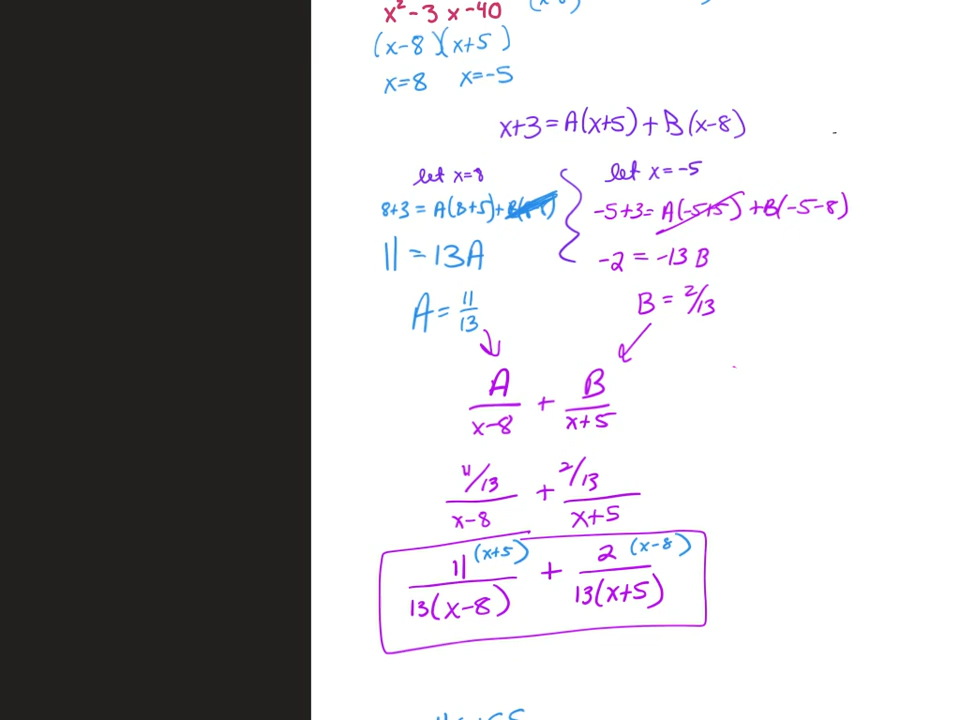 x² - 3x - 40
(x-8)(x+5)
x=8 x=-5
x+3 = A(x+5) + B(x-8)
let x=8
8+3 = A(8+5) +
11 = 13A
A = 11/13
let x = -5
-5+3 = A(-5+5) + B(-5-8)
-2 = -13 B
B = 2/13
A/(x-8) + B/(x+5)
(11/13)/(x-8) + (2/13)/(x+5)
11 (x+5)/13(x-8) + 2 (x-8)/13(x+5)